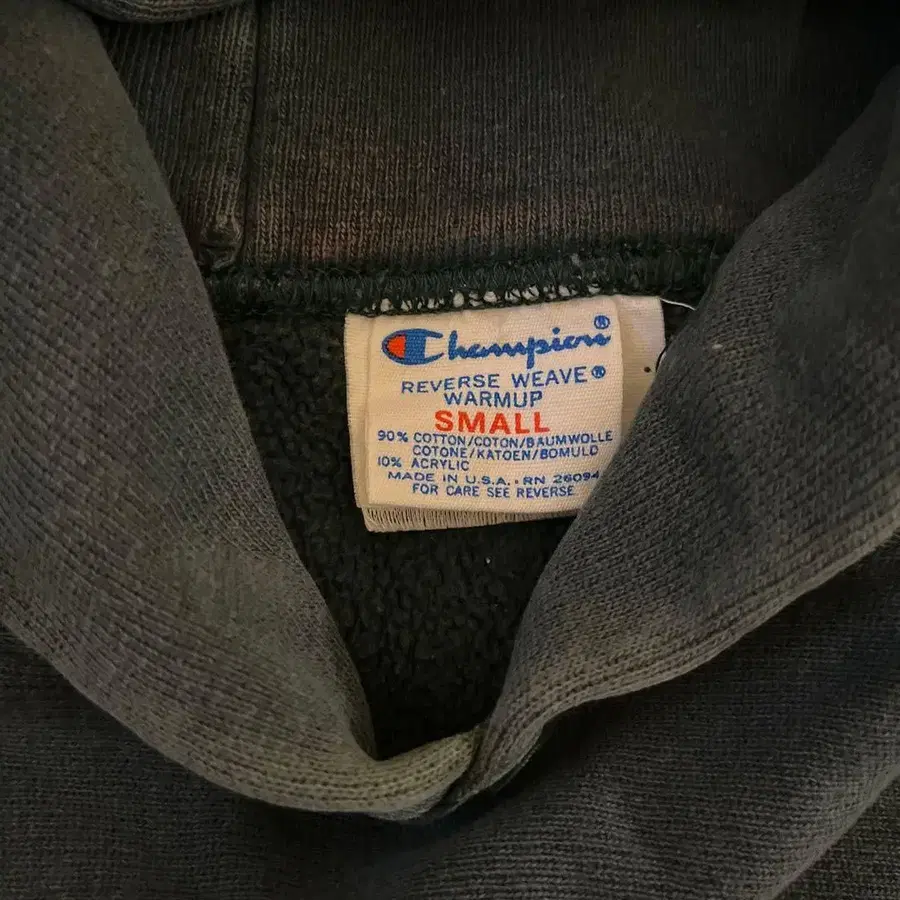 Champion®
REVERSE WEAVE®
WARMUP
SMALL
90% COTTON/COTON/BAUMWOLLE
COTONE/KATOEN/BOMULD
10% ACRYLIC
MADE IN U.S.A. · RN 26094
FOR CARE SEE REVERSE